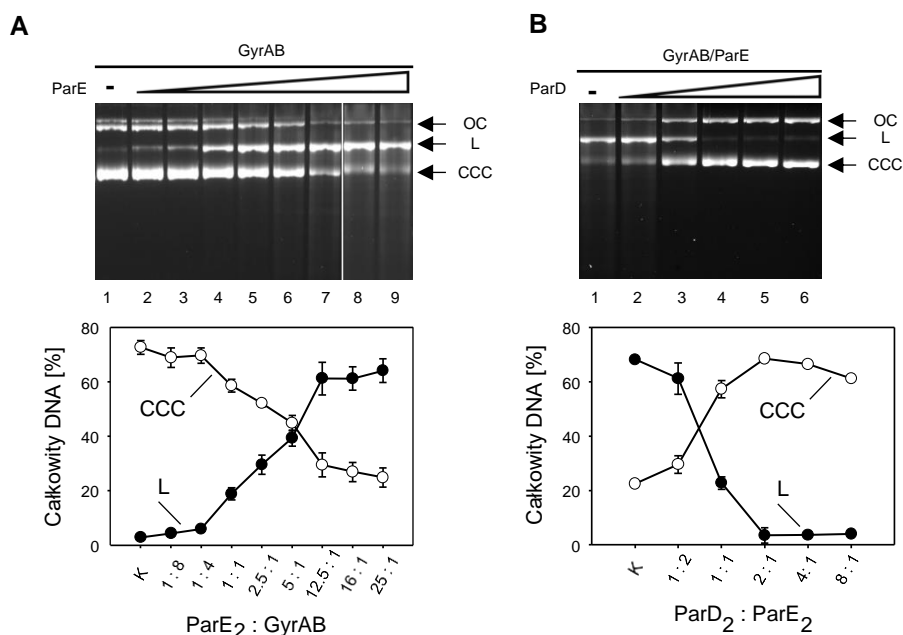 A
GyrAB
ParE
-
OC
L
CCC
1 2 3 4 5 6 7 8 9
Całkowity DNA [%]
80
60
40
20
0
CCC
L
K 1 : 8 1 : 4 1 : 1 2.5 : 1 5 : 1 12.5 : 1 16 : 1 25 : 1
ParE2 : GyrAB
B
GyrAB/ParE
ParD
-
OC
L
CCC
1 2 3 4 5 6
Całkowity DNA [%]
80
60
40
20
0
CCC
L
K 1 : 2 1 : 1 2 : 1 4 : 1 8 : 1
ParD2 : ParE2